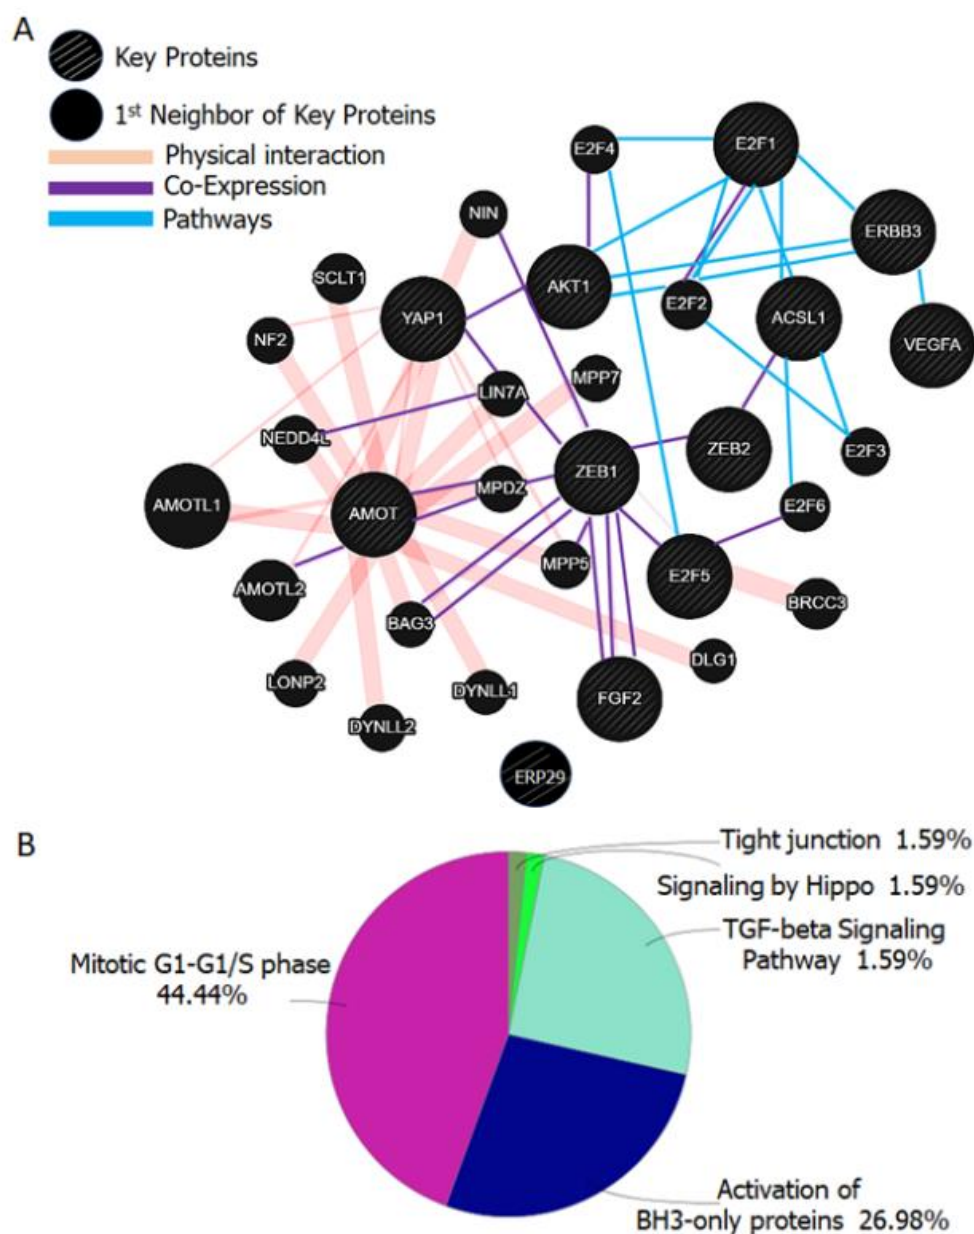 A
Key Proteins
1st Neighbor of Key Proteins
Physical interaction
Co-Expression
Pathways
E2F4
E2F1
NIN
ERBB3
SCLT1
AKT1
E2F2
ACSL1
YAP1
NF2
VEGFA
MPP7
LIN7A
NEDD4L
ZEB2
E2F3
ZEB1
MPDZ
AMOTL1
AMOT
E2F6
MPP5
E2F5
AMOTL2
BRCC3
BAG3
DLG1
LONP2
DYNLL1
FGF2
DYNLL2
ERP29
B
Tight junction 1.59%
Signaling by Hippo 1.59%
TGF-beta Signaling
Pathway 1.59%
Mitotic G1-G1/S phase
44.44%
Activation of
BH3-only proteins 26.98%